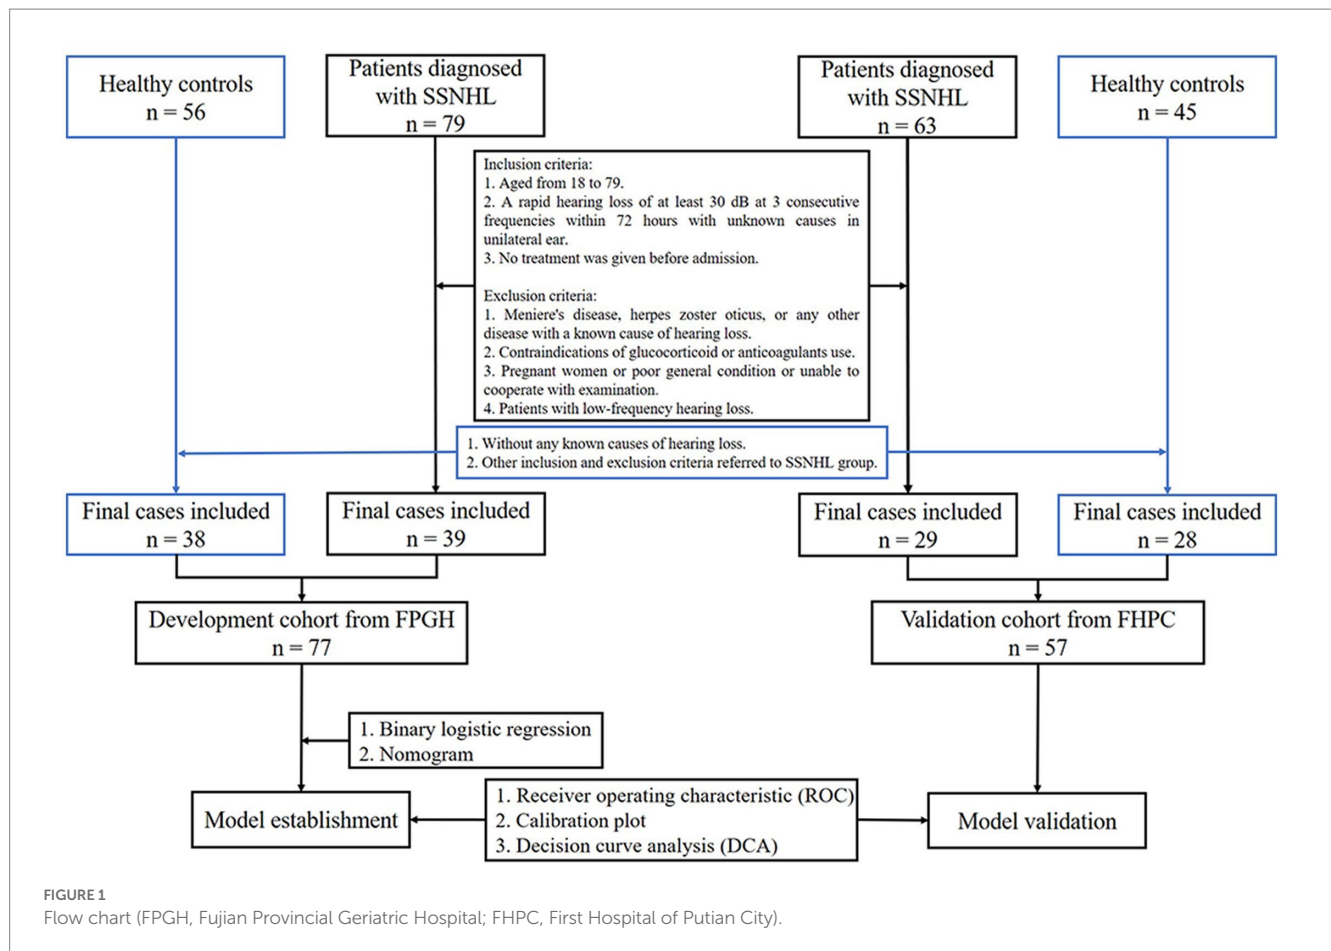 Healthy controls
n = 56
Patients diagnosed
with SSNHL
n = 79
Patients diagnosed
with SSNHL
n = 63
Healthy controls
n = 45
Inclusion criteria:
1. Aged from 18 to 79.
2. A rapid hearing loss of at least 30 dB at 3 consecutive
frequencies within 72 hours with unknown causes in
unilateral ear.
3. No treatment was given before admission.
Exclusion criteria:
1. Meniere's disease, herpes zoster oticus, or any other
disease with a known cause of hearing loss.
2. Contraindications of glucocorticoid or anticoagulants use.
3. Pregnant women or poor general condition or unable to
cooperate with examination.
4. Patients with low-frequency hearing loss.
1. Without any known causes of hearing loss.
2. Other inclusion and exclusion criteria referred to SSNHL group.
Final cases included
n = 38
Final cases included
n = 39
Final cases included
n = 29
Final cases included
n = 28
Development cohort from FPGH
n = 77
Validation cohort from FHPC
n = 57
1. Binary logistic regression
2. Nomogram
Model establishment
1. Receiver operating characteristic (ROC)
2. Calibration plot
3. Decision curve analysis (DCA)
Model validation
FIGURE 1
Flow chart (FPGH, Fujian Provincial Geriatric Hospital; FHPC, First Hospital of Putian City).